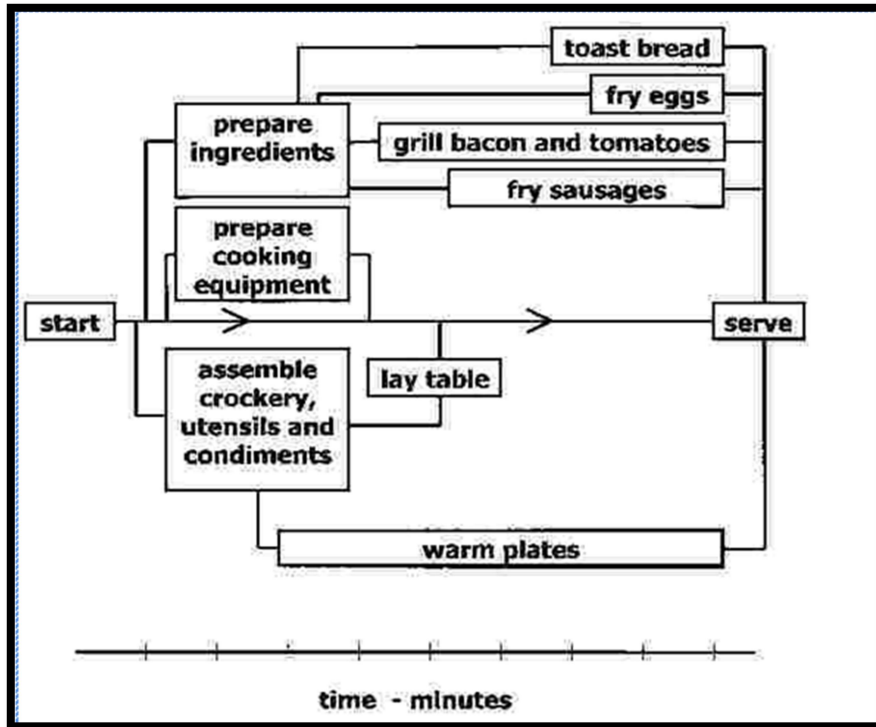 toast bread
fry eggs
prepare
ingredients
grill bacon and tomatoes
fry sausages
prepare
cooking
equipment
start
serve
assemble
crockery,
utensils and
condiments
lay table
warm plates
time - minutes